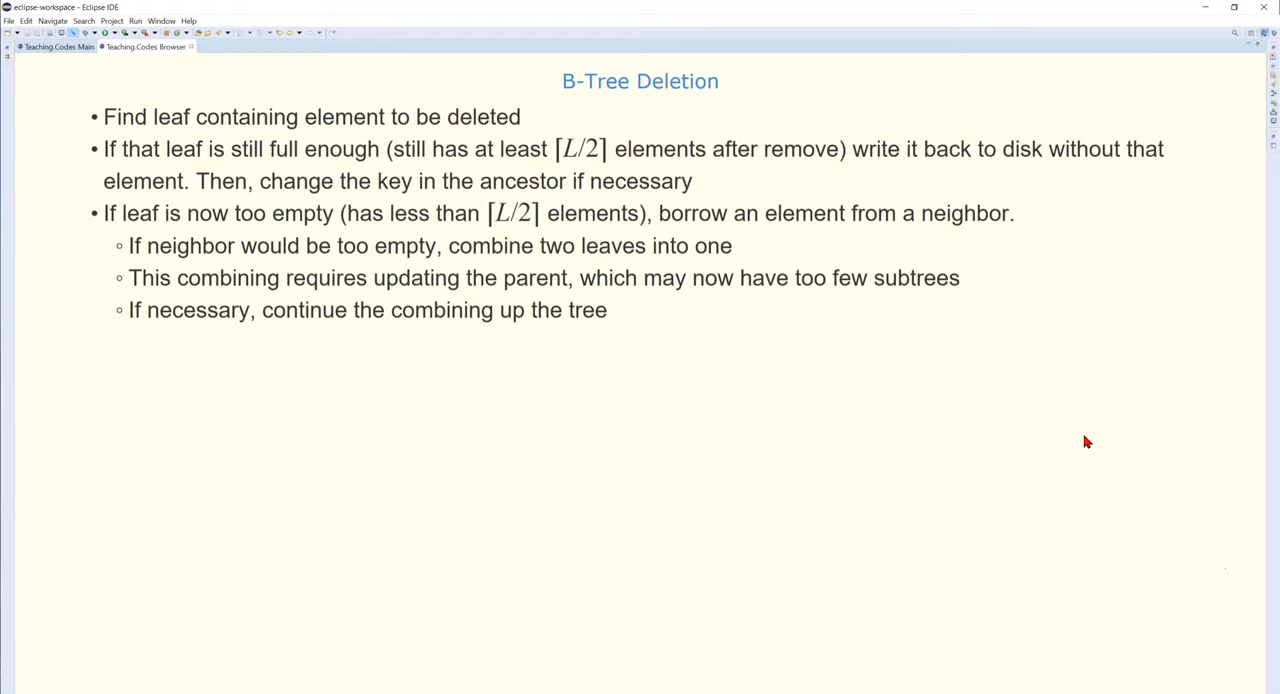 eclipse-workspace - Eclipse IDE
File Edit Navigate Search Project Run Window Help
Teaching.Codes Main Teaching.Codes Browser
B-Tree Deletion
• Find leaf containing element to be deleted
• If that leaf is still full enough (still has at least ⌈L/2⌉ elements after remove) write it back to disk without that
element. Then, change the key in the ancestor if necessary
• If leaf is now too empty (has less than ⌈L/2⌉ elements), borrow an element from a neighbor.
◦ If neighbor would be too empty, combine two leaves into one
◦ This combining requires updating the parent, which may now have too few subtrees
◦ If necessary, continue the combining up the tree